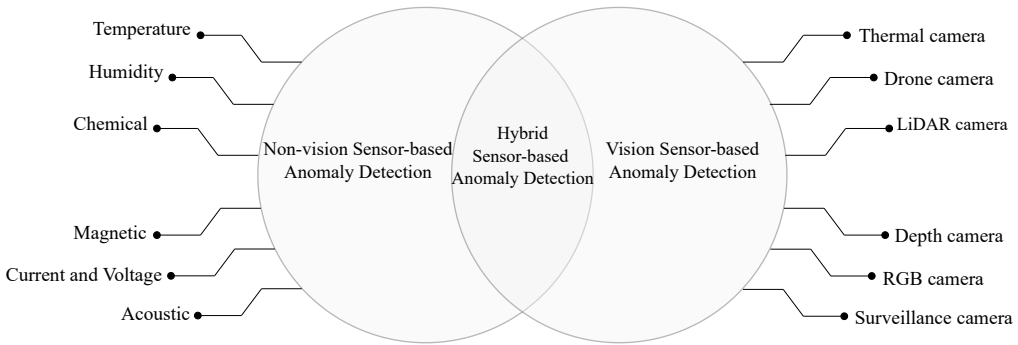 Temperature
Humidity
Chemical
Magnetic
Current and Voltage
Acoustic
Non-vision Sensor-based
Anomaly Detection
Hybrid
Sensor-based
Anomaly Detection
Vision Sensor-based
Anomaly Detection
Thermal camera
Drone camera
LiDAR camera
Depth camera
RGB camera
Surveillance camera